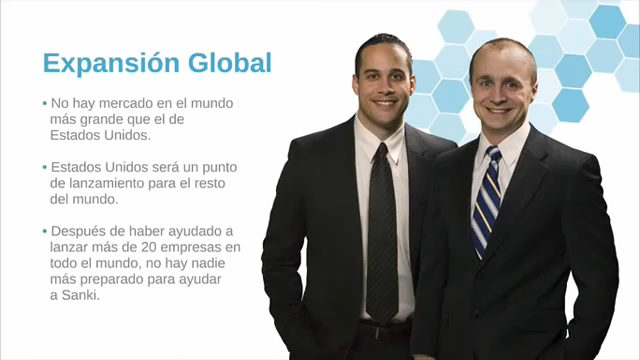 Expansión Global
• No hay mercado en el mundo
más grande que el de
Estados Unidos.
• Estados Unidos será un punto
de lanzamiento para el resto
del mundo.
• Después de haber ayudado a
lanzar más de 20 empresas en
todo el mundo, no hay nadie
más preparado para ayudar
a Sanki.